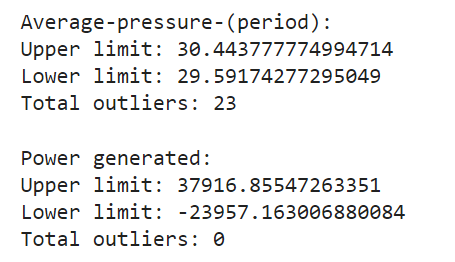 Average-pressure-(period):
Upper limit: 30.443777774994714
Lower limit: 29.59174277295049
Total outliers: 23
Power generated:
Upper limit: 37916.85547263351
Lower limit: -23957.163006880084
Total outliers: 0